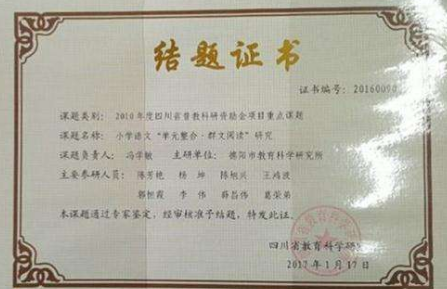 结题证书
证书编号：20160090
课题类别：2010年度四川省普教科研资助金项目重点课题
课题名称：小学语文“单元整合·群文阅读”研究
课题负责人：冯学敏 主研单位：德阳市教育科学研究所
主要参研人员：陈芳艳 杨坤 陈旭兴 王鸿波
郭恒霞 李伟 薛昌伟 葛荣弟
本课题通过专家鉴定，经审核准予结题，特发此证。
四川省教育科学研
2017年1月17日